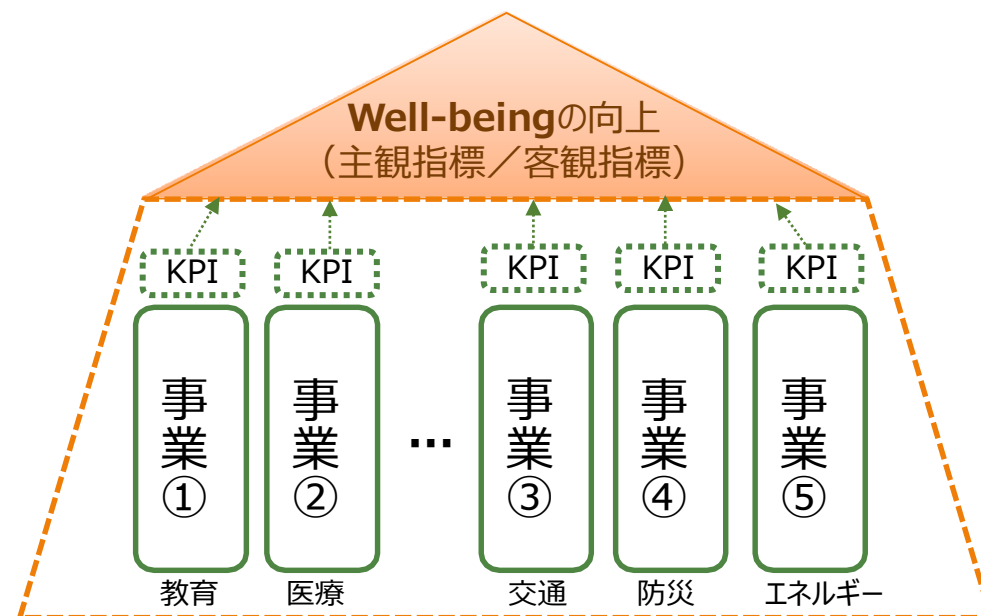 Well-beingの向上
（主観指標／客観指標）
KPI
KPI
KPI
KPI
KPI
事業①
事業②
…
事業③
事業④
事業⑤
教育
医療
交通
防災
エネルギー